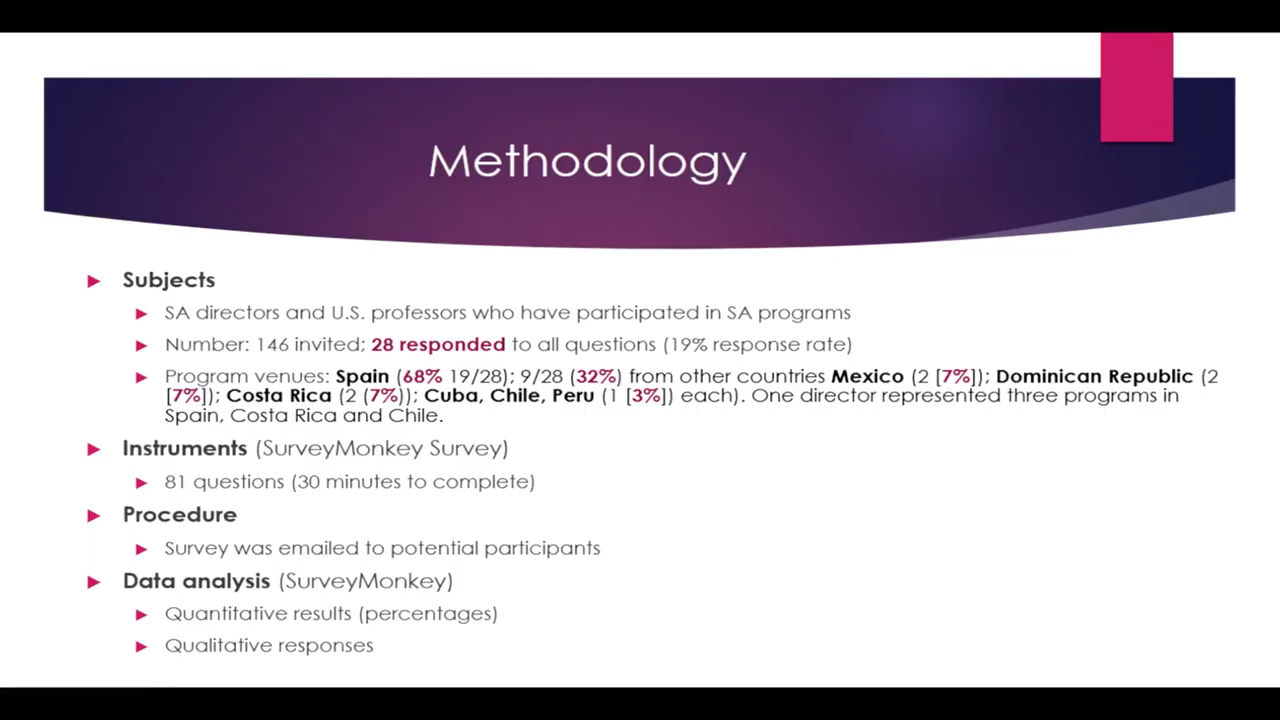 Methodology
Subjects
SA directors and U.S. professors who have participated in SA programs
Number: 146 invited; 28 responded to all questions (19% response rate)
Program venues: Spain (68% 19/28); 9/28 (32%) from other countries Mexico (2 [7%]); Dominican Republic (2
[7%]); Costa Rica (2 (7%)); Cuba, Chile, Peru (1 [3%]) each). One director represented three programs in
Spain, Costa Rica and Chile.
Instruments (SurveyMonkey Survey)
81 questions (30 minutes to complete)
Procedure
Survey was emailed to potential participants
Data analysis (SurveyMonkey)
Quantitative results (percentages)
Qualitative responses